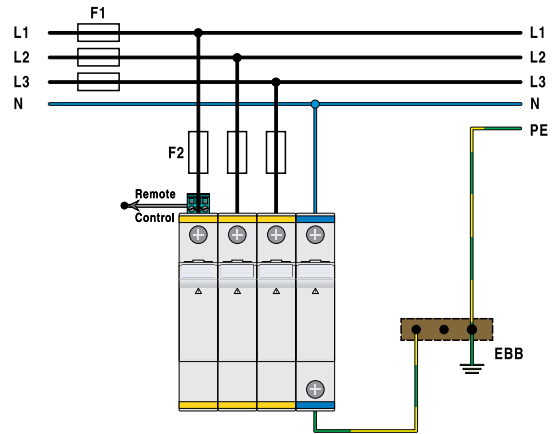 F1
L1 L1
L2 L2
L3 L3
N N
PE
F2
Remote
Control
EBB